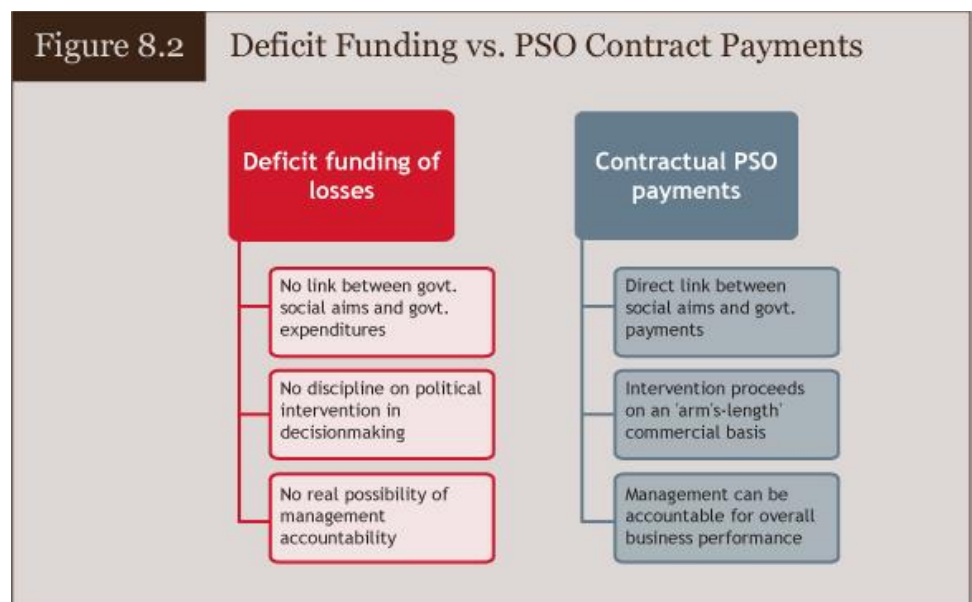 Figure 8.2
Deficit Funding vs. PSO Contract Payments
Deficit funding of
losses
No link between govt.
social aims and govt.
expenditures
No discipline on political
intervention in
decisionmaking
No real possibility of
management
accountability
Contractual PSO
payments
Direct link between
social aims and govt.
payments
Intervention proceeds
on an 'arm's-length'
commercial basis
Management can be
accountable for overall
business performance